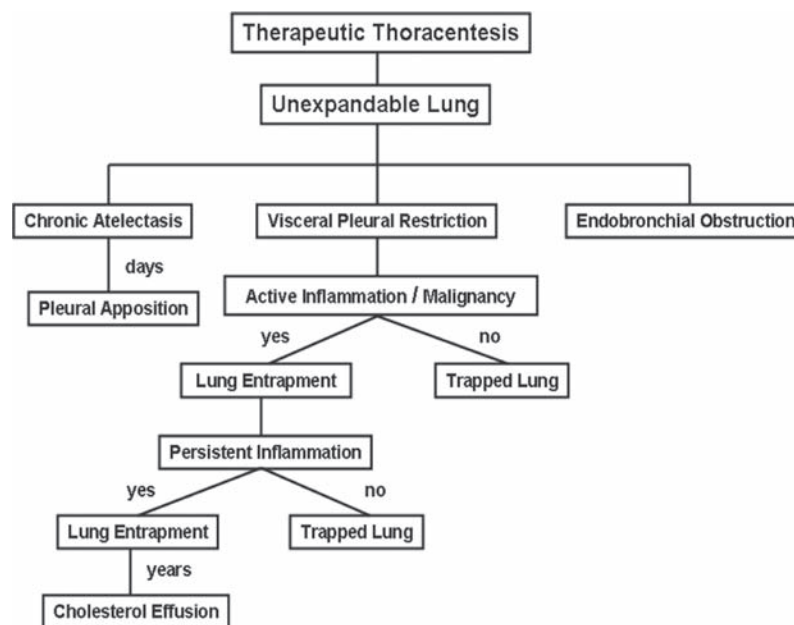 Therapeutic Thoracentesis
Unexpandable Lung
Chronic Atelectasis
Visceral Pleural Restriction
Endobronchial Obstruction
days
Pleural Apposition
Active Inflammation / Malignancy
yes
no
Lung Entrapment
Trapped Lung
Persistent Inflammation
yes
no
Lung Entrapment
Trapped Lung
years
Cholesterol Effusion